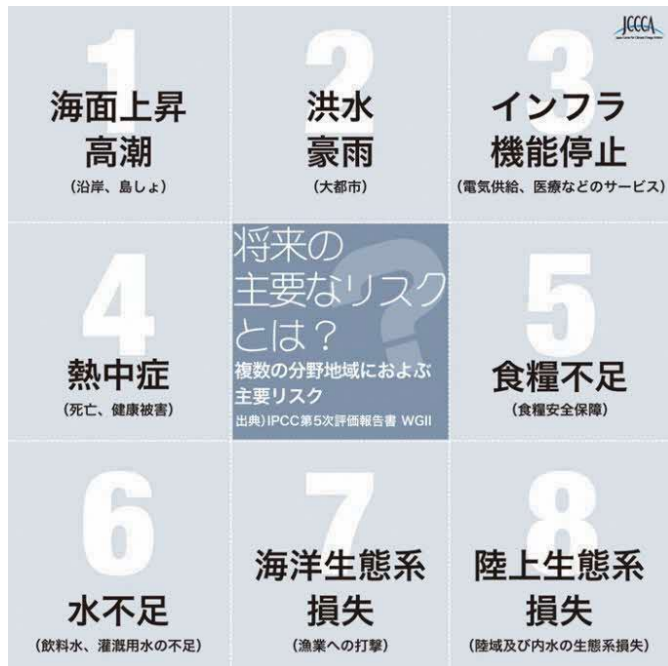 JCCCA
1
海面上昇
高潮
(沿岸、島しょ)
2
洪水
豪雨
(大都市)
3
インフラ
機能停止
(電気供給、医療などのサービス)
4
熱中症
(死亡、健康被害)
?
将来の
主要なリスク
とは？
複数の分野地域におよぶ
主要リスク
出典)IPCC第5次評価報告書 WGII
5
食糧不足
(食糧安全保障)
6
水不足
(飲料水、灌漑用水の不足)
7
海洋生態系
損失
(漁業への打撃)
8
陸上生態系
損失
(陸域及び内水の生態系損失)